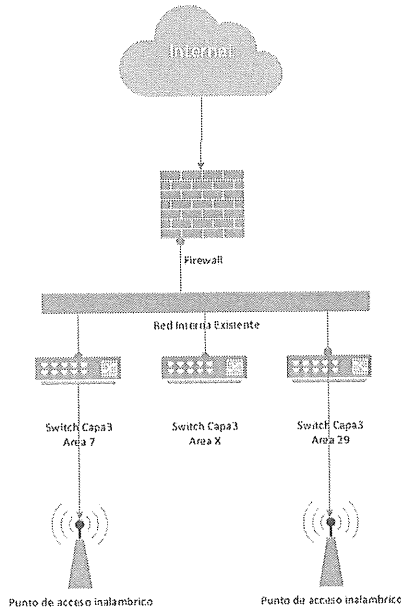 Internet
Firewall
Red Interna Existente
Switch Capa3
Area 7
Switch Capa3
Area X
Switch Capa3
Area 29
Punto de acceso inalambrico
Punto de acceso inalambrico